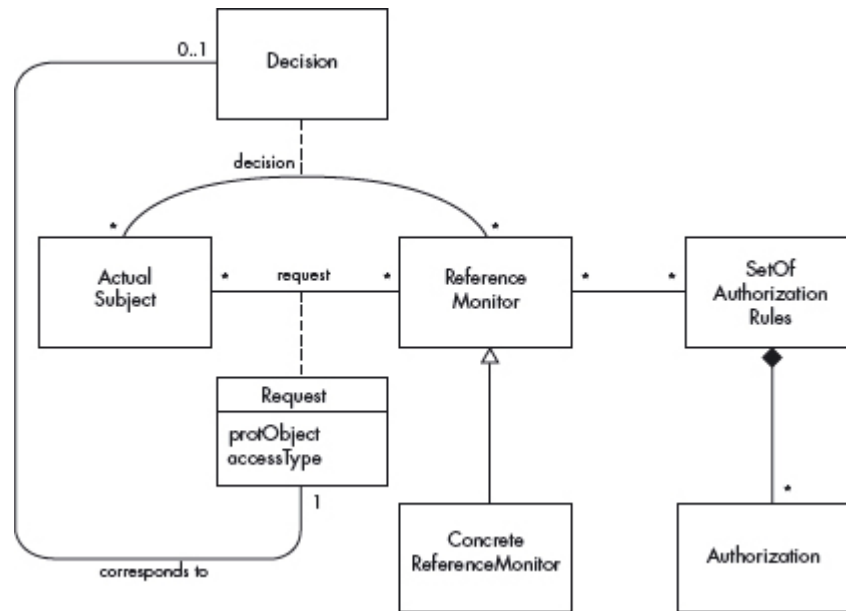 0..1
Decision
decision
*
*
Actual
Subject
*
request
*
Reference
Monitor
*
*
SetOf
Authorization
Rules
Request
protObject
accessType
1
*
Concrete
ReferenceMonitor
Authorization
corresponds to